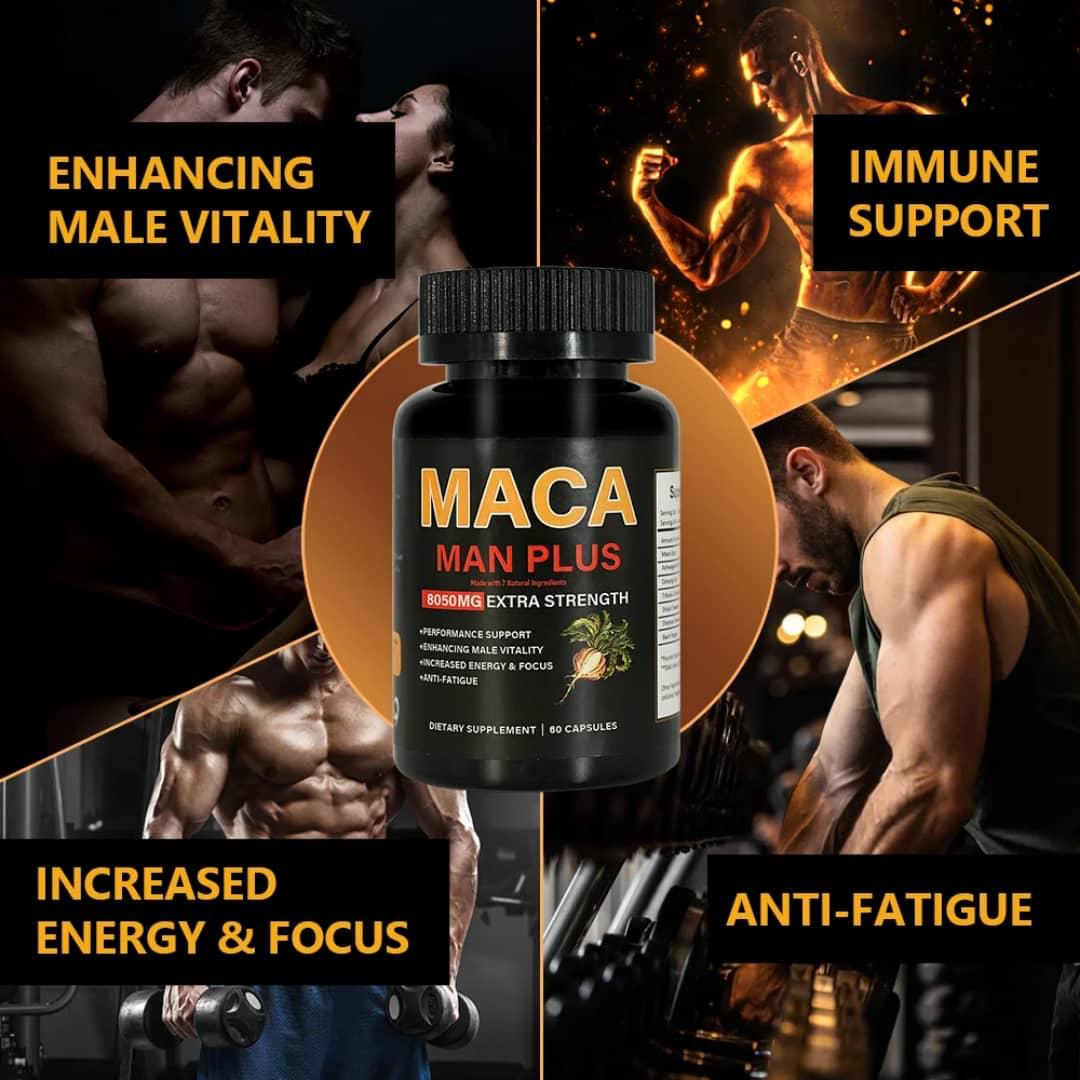 ENHANCING
MALE VITALITY
IMMUNE
SUPPORT
MACA
MAN PLUS
Made with 7 Natural Ingredients
8050MG EXTRA STRENGTH
+PERFORMANCE SUPPORT
+ENHANCING MALE VITALITY
+INCREASED ENERGY & FOCUS
+ANTI-FATIGUE
DIETARY SUPPLEMENT | 60 CAPSULES
INCREASED
ENERGY & FOCUS
ANTI-FATIGUE